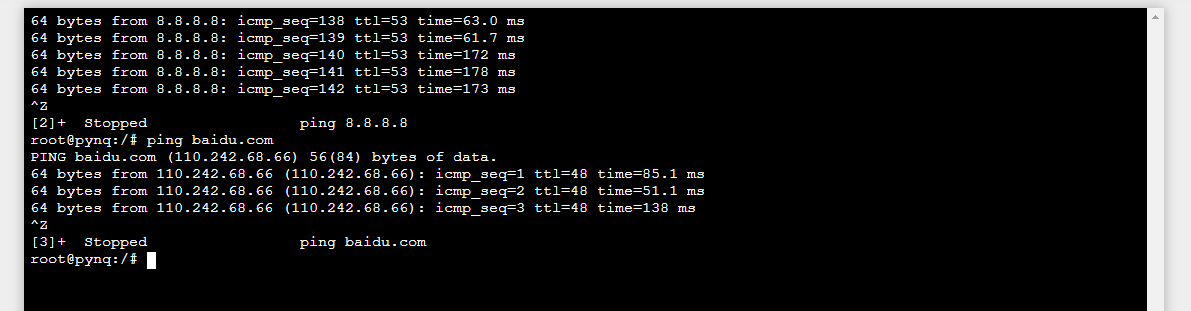 64 bytes from 8.8.8.8: icmp_seq=138 ttl=53 time=63.0 ms
64 bytes from 8.8.8.8: icmp_seq=139 ttl=53 time=61.7 ms
64 bytes from 8.8.8.8: icmp_seq=140 ttl=53 time=172 ms
64 bytes from 8.8.8.8: icmp_seq=141 ttl=53 time=178 ms
64 bytes from 8.8.8.8: icmp_seq=142 ttl=53 time=173 ms
^Z
[2]+  Stopped                 ping 8.8.8.8
root@pynq:/# ping baidu.com
PING baidu.com (110.242.68.66) 56(84) bytes of data.
64 bytes from 110.242.68.66 (110.242.68.66): icmp_seq=1 ttl=48 time=85.1 ms
64 bytes from 110.242.68.66 (110.242.68.66): icmp_seq=2 ttl=48 time=51.1 ms
64 bytes from 110.242.68.66 (110.242.68.66): icmp_seq=3 ttl=48 time=138 ms
^Z
[3]+  Stopped                 ping baidu.com
root@pynq:/#